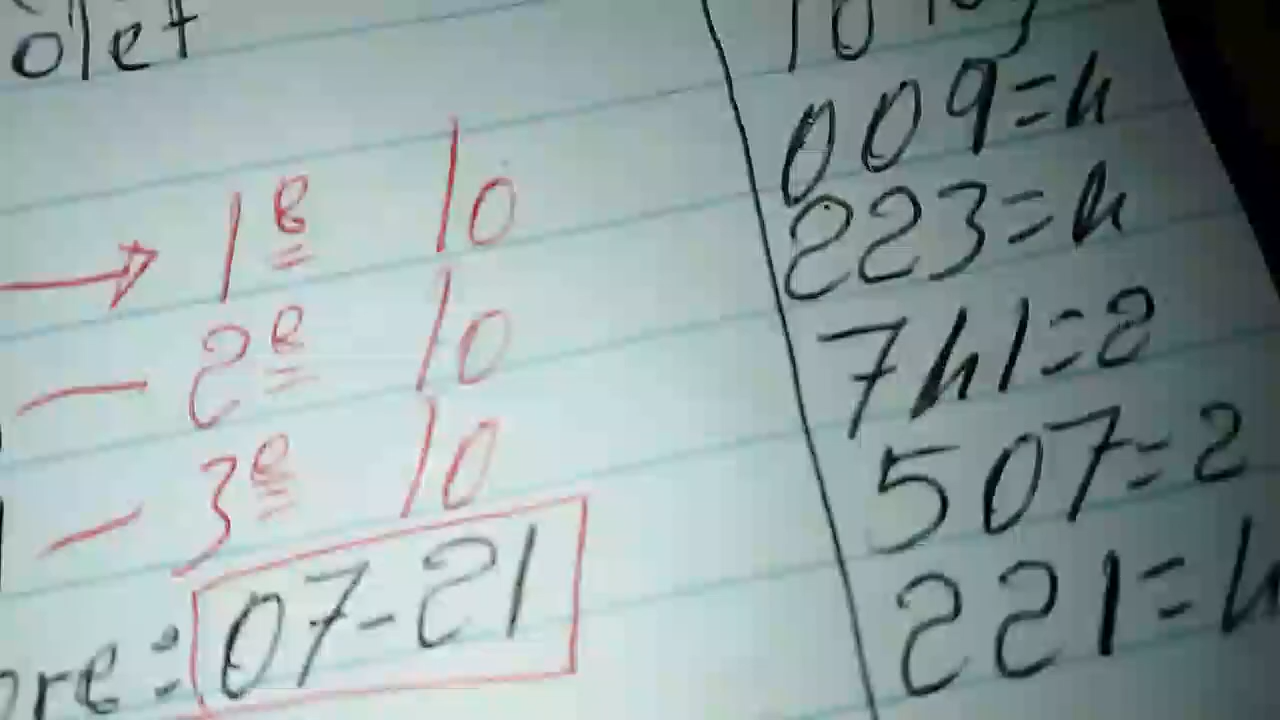 olet
1e 10
2e 10
3e 10
07-21
009=4
223=4
741=2
507=2
221=4